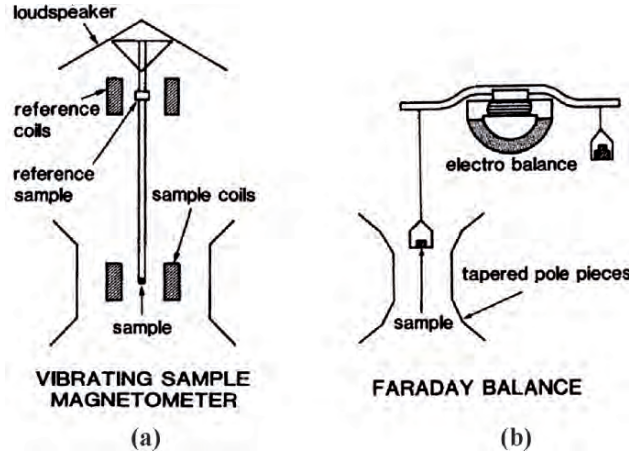 loudspeaker
reference
coils
reference
sample
sample coils
sample
VIBRATING SAMPLE
MAGNETOMETER
(a)
electro balance
tapered pole pieces
sample
FARADAY BALANCE
(b)